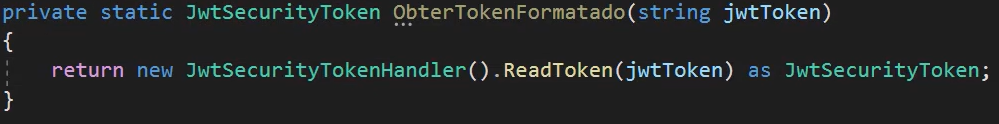 private static JwtSecurityToken ObterTokenFormatado(string jwtToken)
{
return new JwtSecurityTokenHandler().ReadToken(jwtToken) as JwtSecurityToken;
}